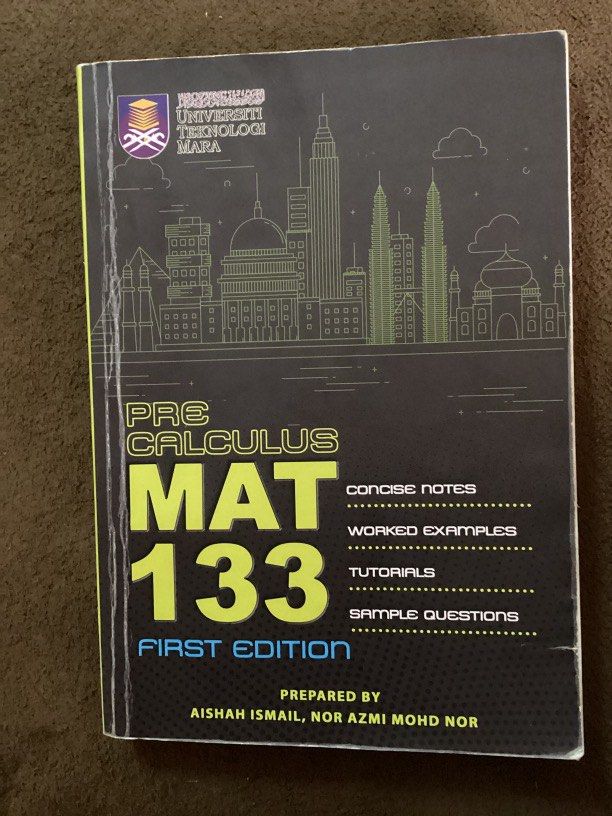 UNIVERSITI
TEKNOLOGI
MARA
PRE
CALCULUS
MAT
133
FIRST EDITION
CONCISE NOTES
WORKED EXAMPLES
TUTORIALS
SAMPLE QUESTIONS
PREPARED BY
AISHAH ISMAIL, NOR AZMI MOHD NOR